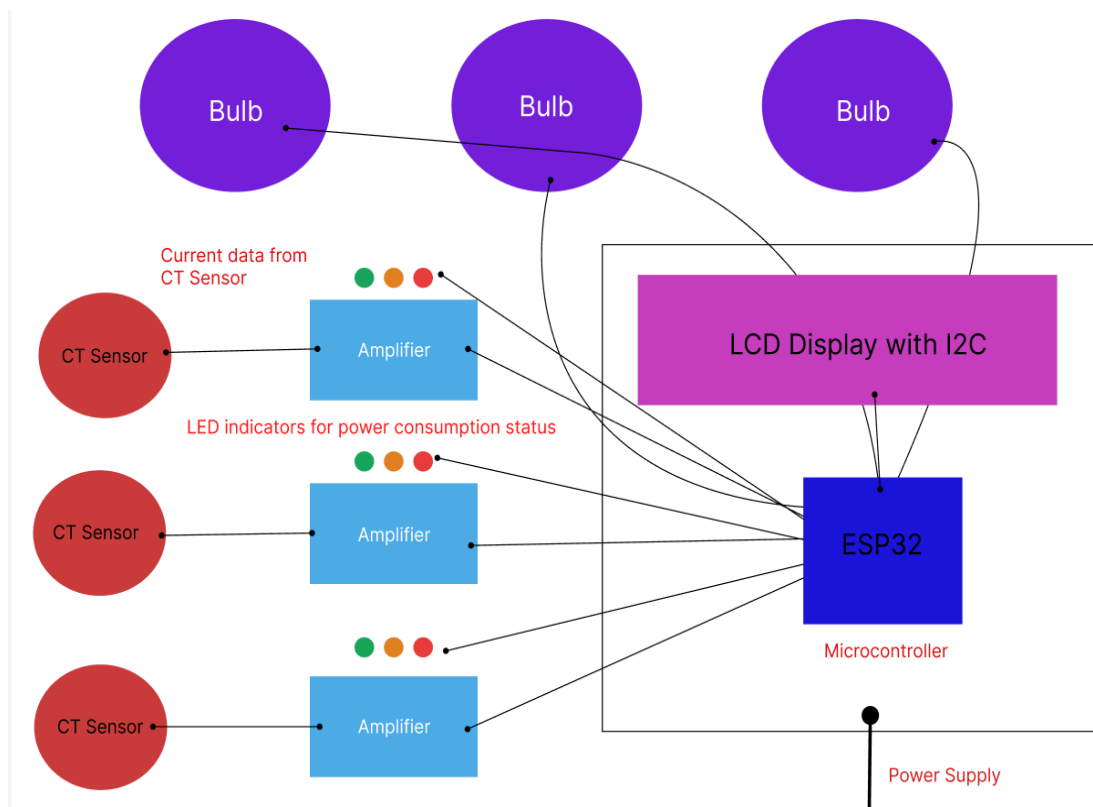 Bulb
Bulb
Bulb
Current data from
CT Sensor
CT Sensor
Amplifier
LCD Display with I2C
LED indicators for power consumption status
CT Sensor
Amplifier
ESP32
Microcontroller
CT Sensor
Amplifier
Power Supply